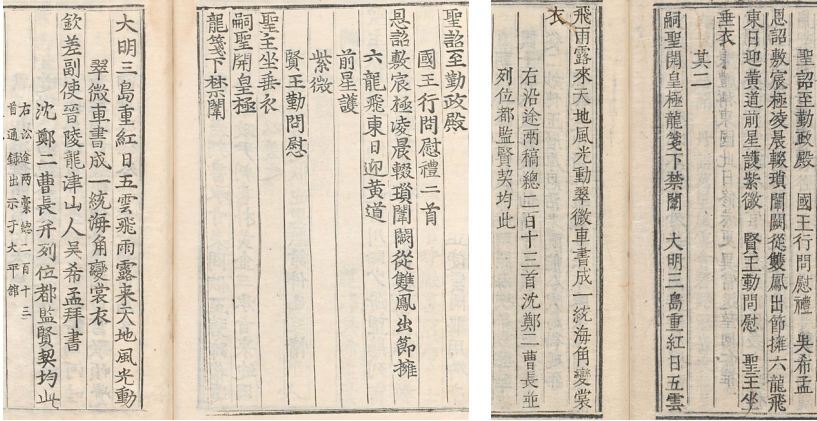 聖詔至勤政殿
國王行問慰禮二首
恩詔敷宸極凌晨輟瑣闈闕從雙鳳出節擁
六龍飛東日迎黃道
前星護
紫微
賢王勤問慰
聖主坐垂衣
嗣聖開皇極
龍箋下禁闈
大明三島重紅日五雲飛雨露来天地風光動
翠微車書成一統海角變裳衣
欽差副使晉陵龍津山人吳希孟拜書
沈鄭二曹長并列位都監賢契均此
右沿途兩稾總二百十三
首通錄出示于太平館
聖詔至勤政殿 國王行問慰禮 吳希孟
恩詔敷宸極凌晨輟瑣闈闕從雙鳳出節擁六龍飛
東日迎黃道前星護紫微 賢王勤問慰 聖王坐
垂衣
其二
嗣聖開皇極龍箋下禁闈 大明三島重紅日五雲
飛雨露來天地風光動翠微車書成一統海角變裳
衣
右沿途兩稿總二百十三首沈鄭二曹長並
列位都監賢契均此